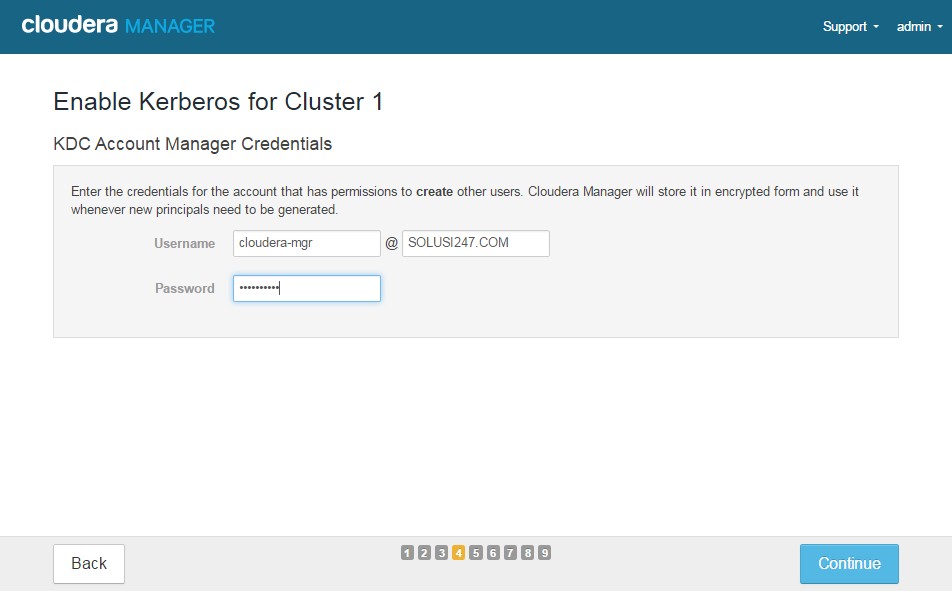 cloudera MANAGER
Support admin
Enable Kerberos for Cluster 1
KDC Account Manager Credentials
Enter the credentials for the account that has permissions to create other users. Cloudera Manager will store it in encrypted form and use it
whenever new principals need to be generated.
Username cloudera-mgr @ SOLUSI247.COM
Password ••••••••••
Back 1 2 3 4 5 6 7 8 9 Continue